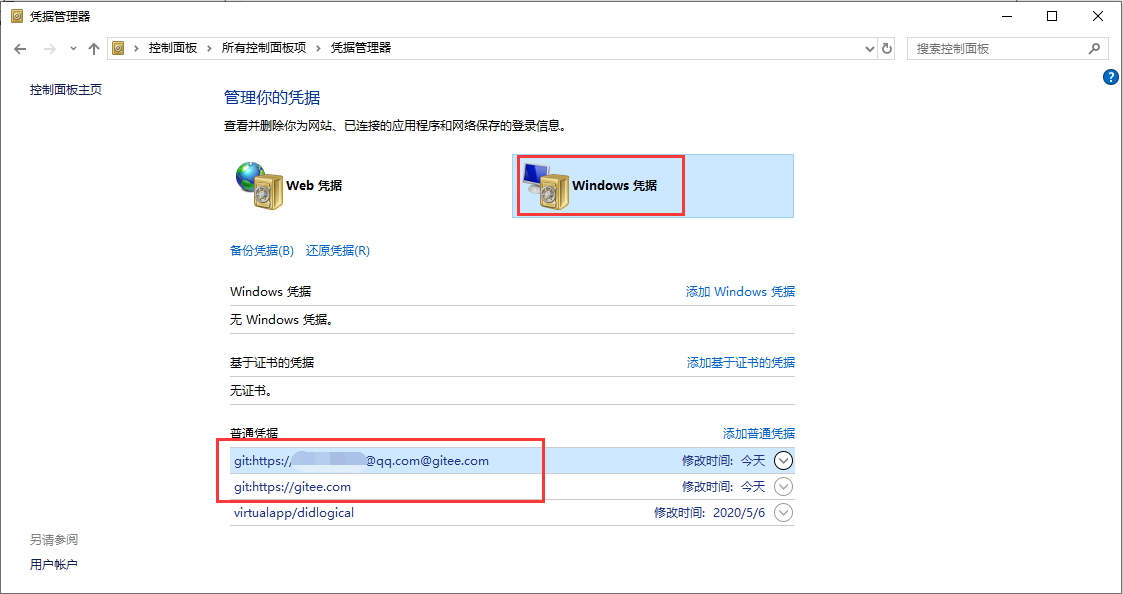 凭据管理器
控制面板 › 所有控制面板项 › 凭据管理器
搜索控制面板
控制面板主页
管理你的凭据
查看并删除你为网站、已连接的应用程序和网络保存的登录信息。
Web 凭据
Windows 凭据
备份凭据(B) 还原凭据(R)
Windows 凭据 添加 Windows 凭据
无 Windows 凭据。
基于证书的凭据 添加基于证书的凭据
无证书。
普通凭据 添加普通凭据
git:https:// @qq.com@gitee.com 修改时间: 今天
git:https://gitee.com 修改时间: 今天
virtualapp/didlogical 修改时间: 2020/5/6
另请参阅
用户帐户